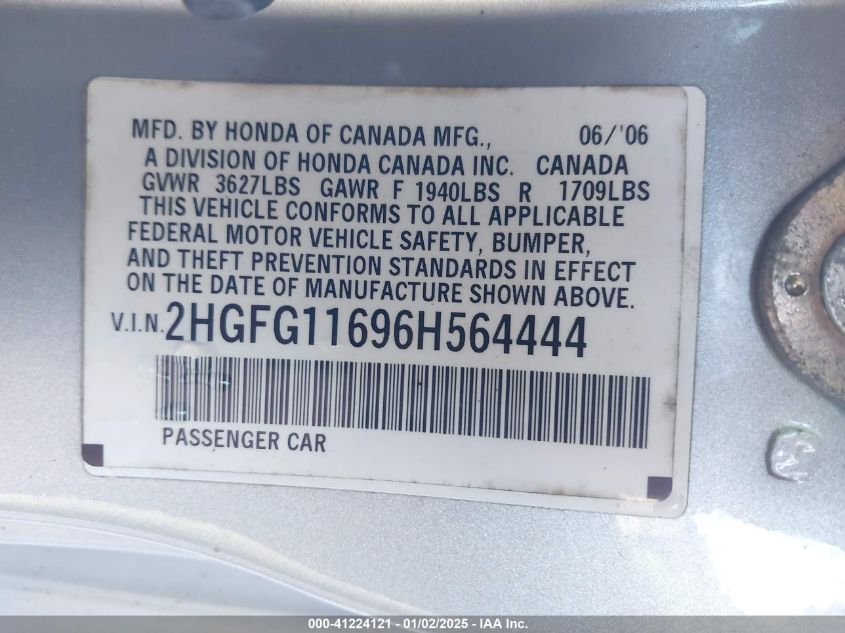 MFD. BY HONDA OF CANADA MFG., 06/'06
A DIVISION OF HONDA CANADA INC. CANADA
GVWR 3627LBS GAWR F 1940LBS R 1709LBS
THIS VEHICLE CONFORMS TO ALL APPLICABLE
FEDERAL MOTOR VEHICLE SAFETY, BUMPER,
AND THEFT PREVENTION STANDARDS IN EFFECT
ON THE DATE OF MANUFACTURE SHOWN ABOVE.
V.I.N. 2HGFG11696H564444
PASSENGER CAR
000-41224121 - 01/02/2025 - IAA Inc.